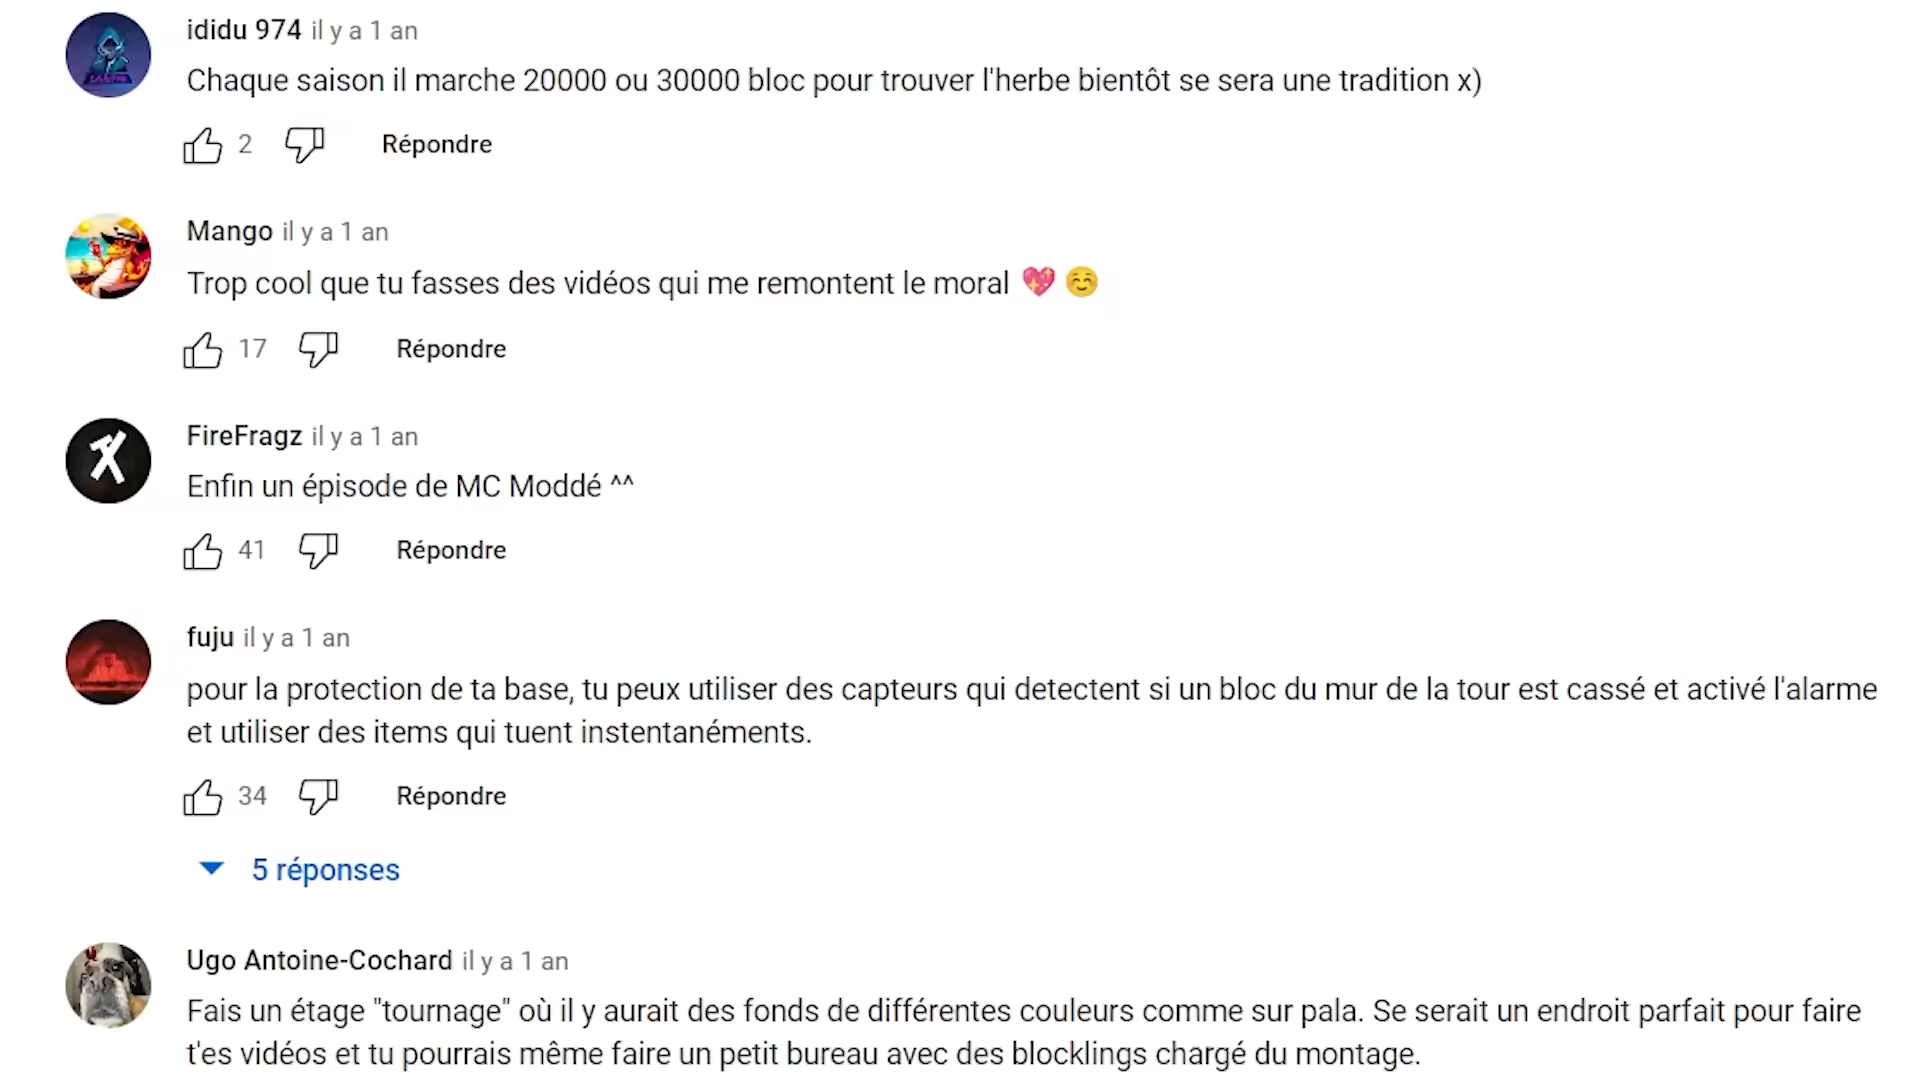 ididu 974 il y a 1 an
Chaque saison il marche 20000 ou 30000 bloc pour trouver l'herbe bientôt se sera une tradition x)
2 Répondre
Mango il y a 1 an
Trop cool que tu fasses des vidéos qui me remontent le moral 💖 ☺️
17 Répondre
FireFragz il y a 1 an
Enfin un épisode de MC Moddé ^^
41 Répondre
fuju il y a 1 an
pour la protection de ta base, tu peux utiliser des capteurs qui detectent si un bloc du mur de la tour est cassé et activé l'alarme
et utiliser des items qui tuent instentanéments.
34 Répondre
5 réponses
Ugo Antoine-Cochard il y a 1 an
Fais un étage "tournage" où il y aurait des fonds de différentes couleurs comme sur pala. Se serait un endroit parfait pour faire
t'es vidéos et tu pourrais même faire un petit bureau avec des blocklings chargé du montage.